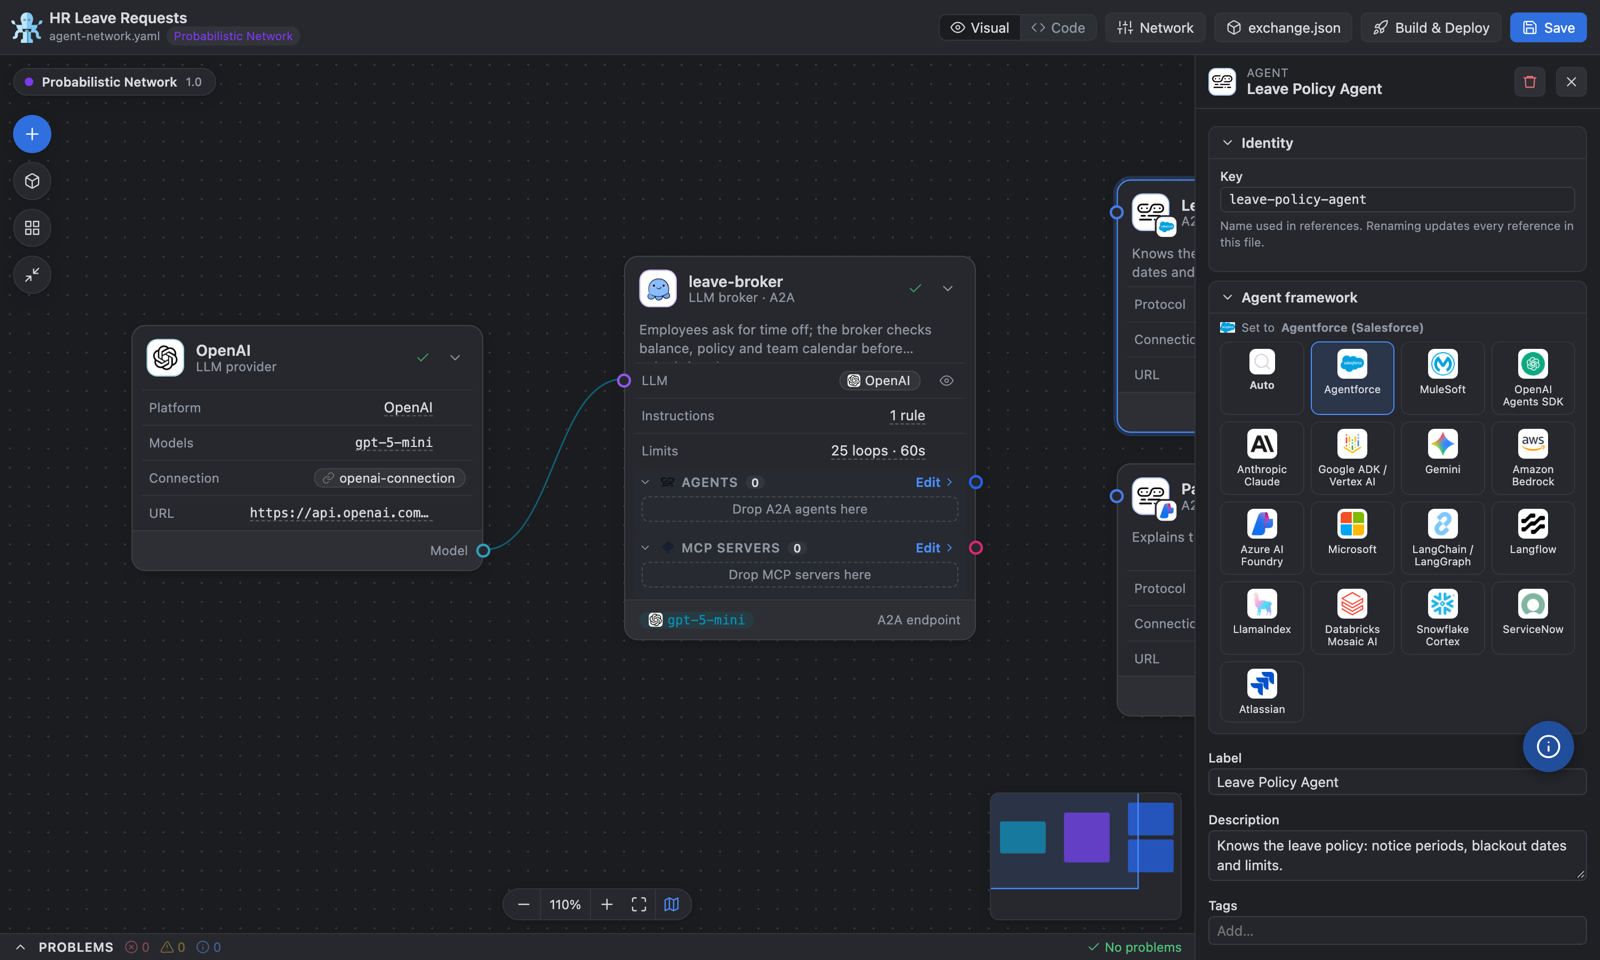 HR Leave Requests
agent-network.yaml Probabilistic Network
Visual
Code
Network
exchange.json
Build & Deploy
Save
Probabilistic Network 1.0
OpenAI
LLM provider
Platform OpenAI
Models gpt-5-mini
Connection openai-connection
URL https://api.openai.com…
Model
leave-broker
LLM broker · A2A
Employees ask for time off; the broker checks
balance, policy and team calendar before...
LLM OpenAI
Instructions 1 rule
Limits 25 loops · 60s
AGENTS 0 Edit
Drop A2A agents here
MCP SERVERS 0 Edit
Drop MCP servers here
gpt-5-mini A2A endpoint
Le
A2
Knows the
dates and
Protocol
Connectio
URL
Pa
A2
Explains t
Protocol
Connectio
URL
110%
PROBLEMS 0 0 0
No problems
AGENT
Leave Policy Agent
Identity
Key
leave-policy-agent
Name used in references. Renaming updates every reference in
this file.
Agent framework
Set to Agentforce (Salesforce)
Auto
Agentforce
MuleSoft
OpenAI
Agents SDK
Anthropic
Claude
Google ADK /
Vertex AI
Gemini
aws
Amazon
Bedrock
Azure AI
Foundry
Microsoft
LangChain /
LangGraph
Langflow
LlamaIndex
Databricks
Mosaic AI
Snowflake
Cortex
ServiceNow
Atlassian
Label
Leave Policy Agent
Description
Knows the leave policy: notice periods, blackout dates
and limits.
Tags
Add...